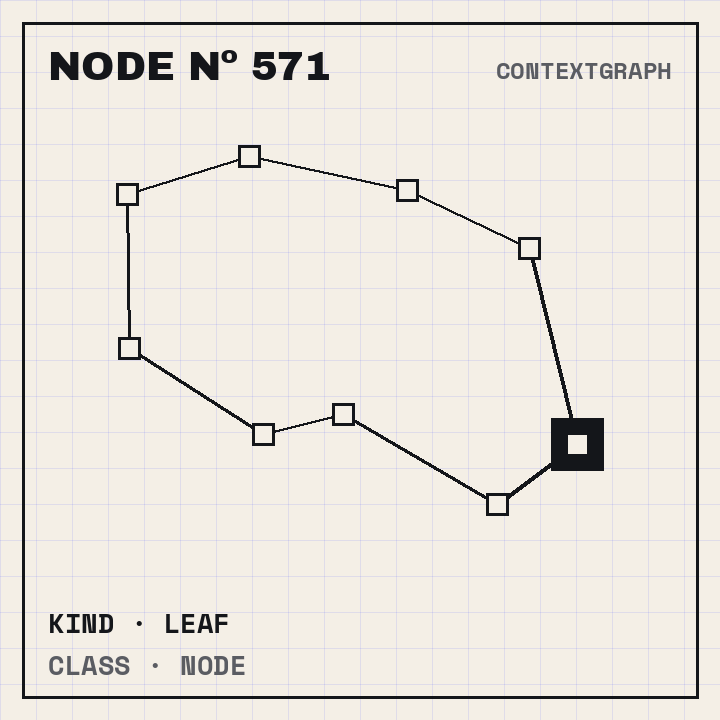 NODE Nº 571
CONTEXTGRAPH
KIND · LEAF
CLASS · NODE